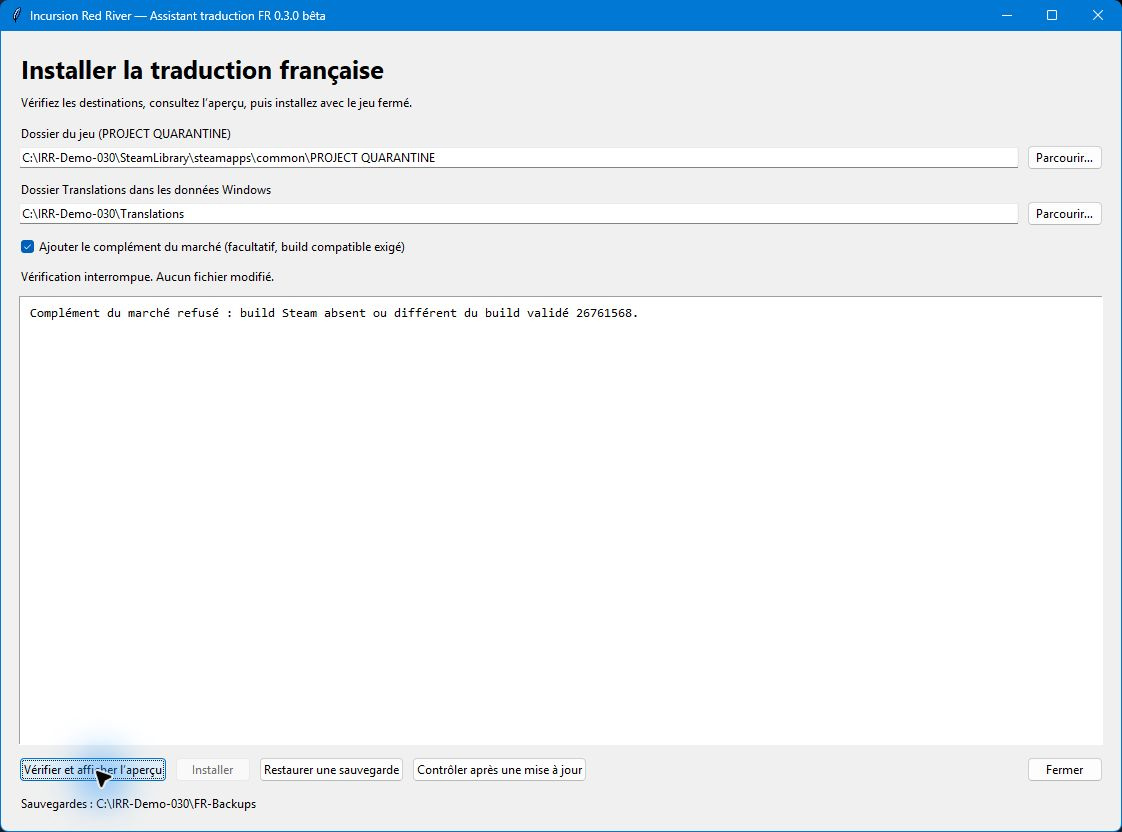 Incursion Red River — Assistant traduction FR 0.3.0 bêta
Installer la traduction française
Vérifiez les destinations, consultez l’aperçu, puis installez avec le jeu fermé.
Dossier du jeu (PROJECT QUARANTINE)
C:\IRR-Demo-030\SteamLibrary\steamapps\common\PROJECT QUARANTINE
Parcourir...
Dossier Translations dans les données Windows
C:\IRR-Demo-030\Translations
Parcourir...
Ajouter le complément du marché (facultatif, build compatible exigé)
Vérification interrompue. Aucun fichier modifié.
Complément du marché refusé : build Steam absent ou différent du build validé 26761568.
Vérifier et afficher l’aperçu
Installer
Restaurer une sauvegarde
Contrôler après une mise à jour
Fermer
Sauvegardes : C:\IRR-Demo-030\FR-Backups